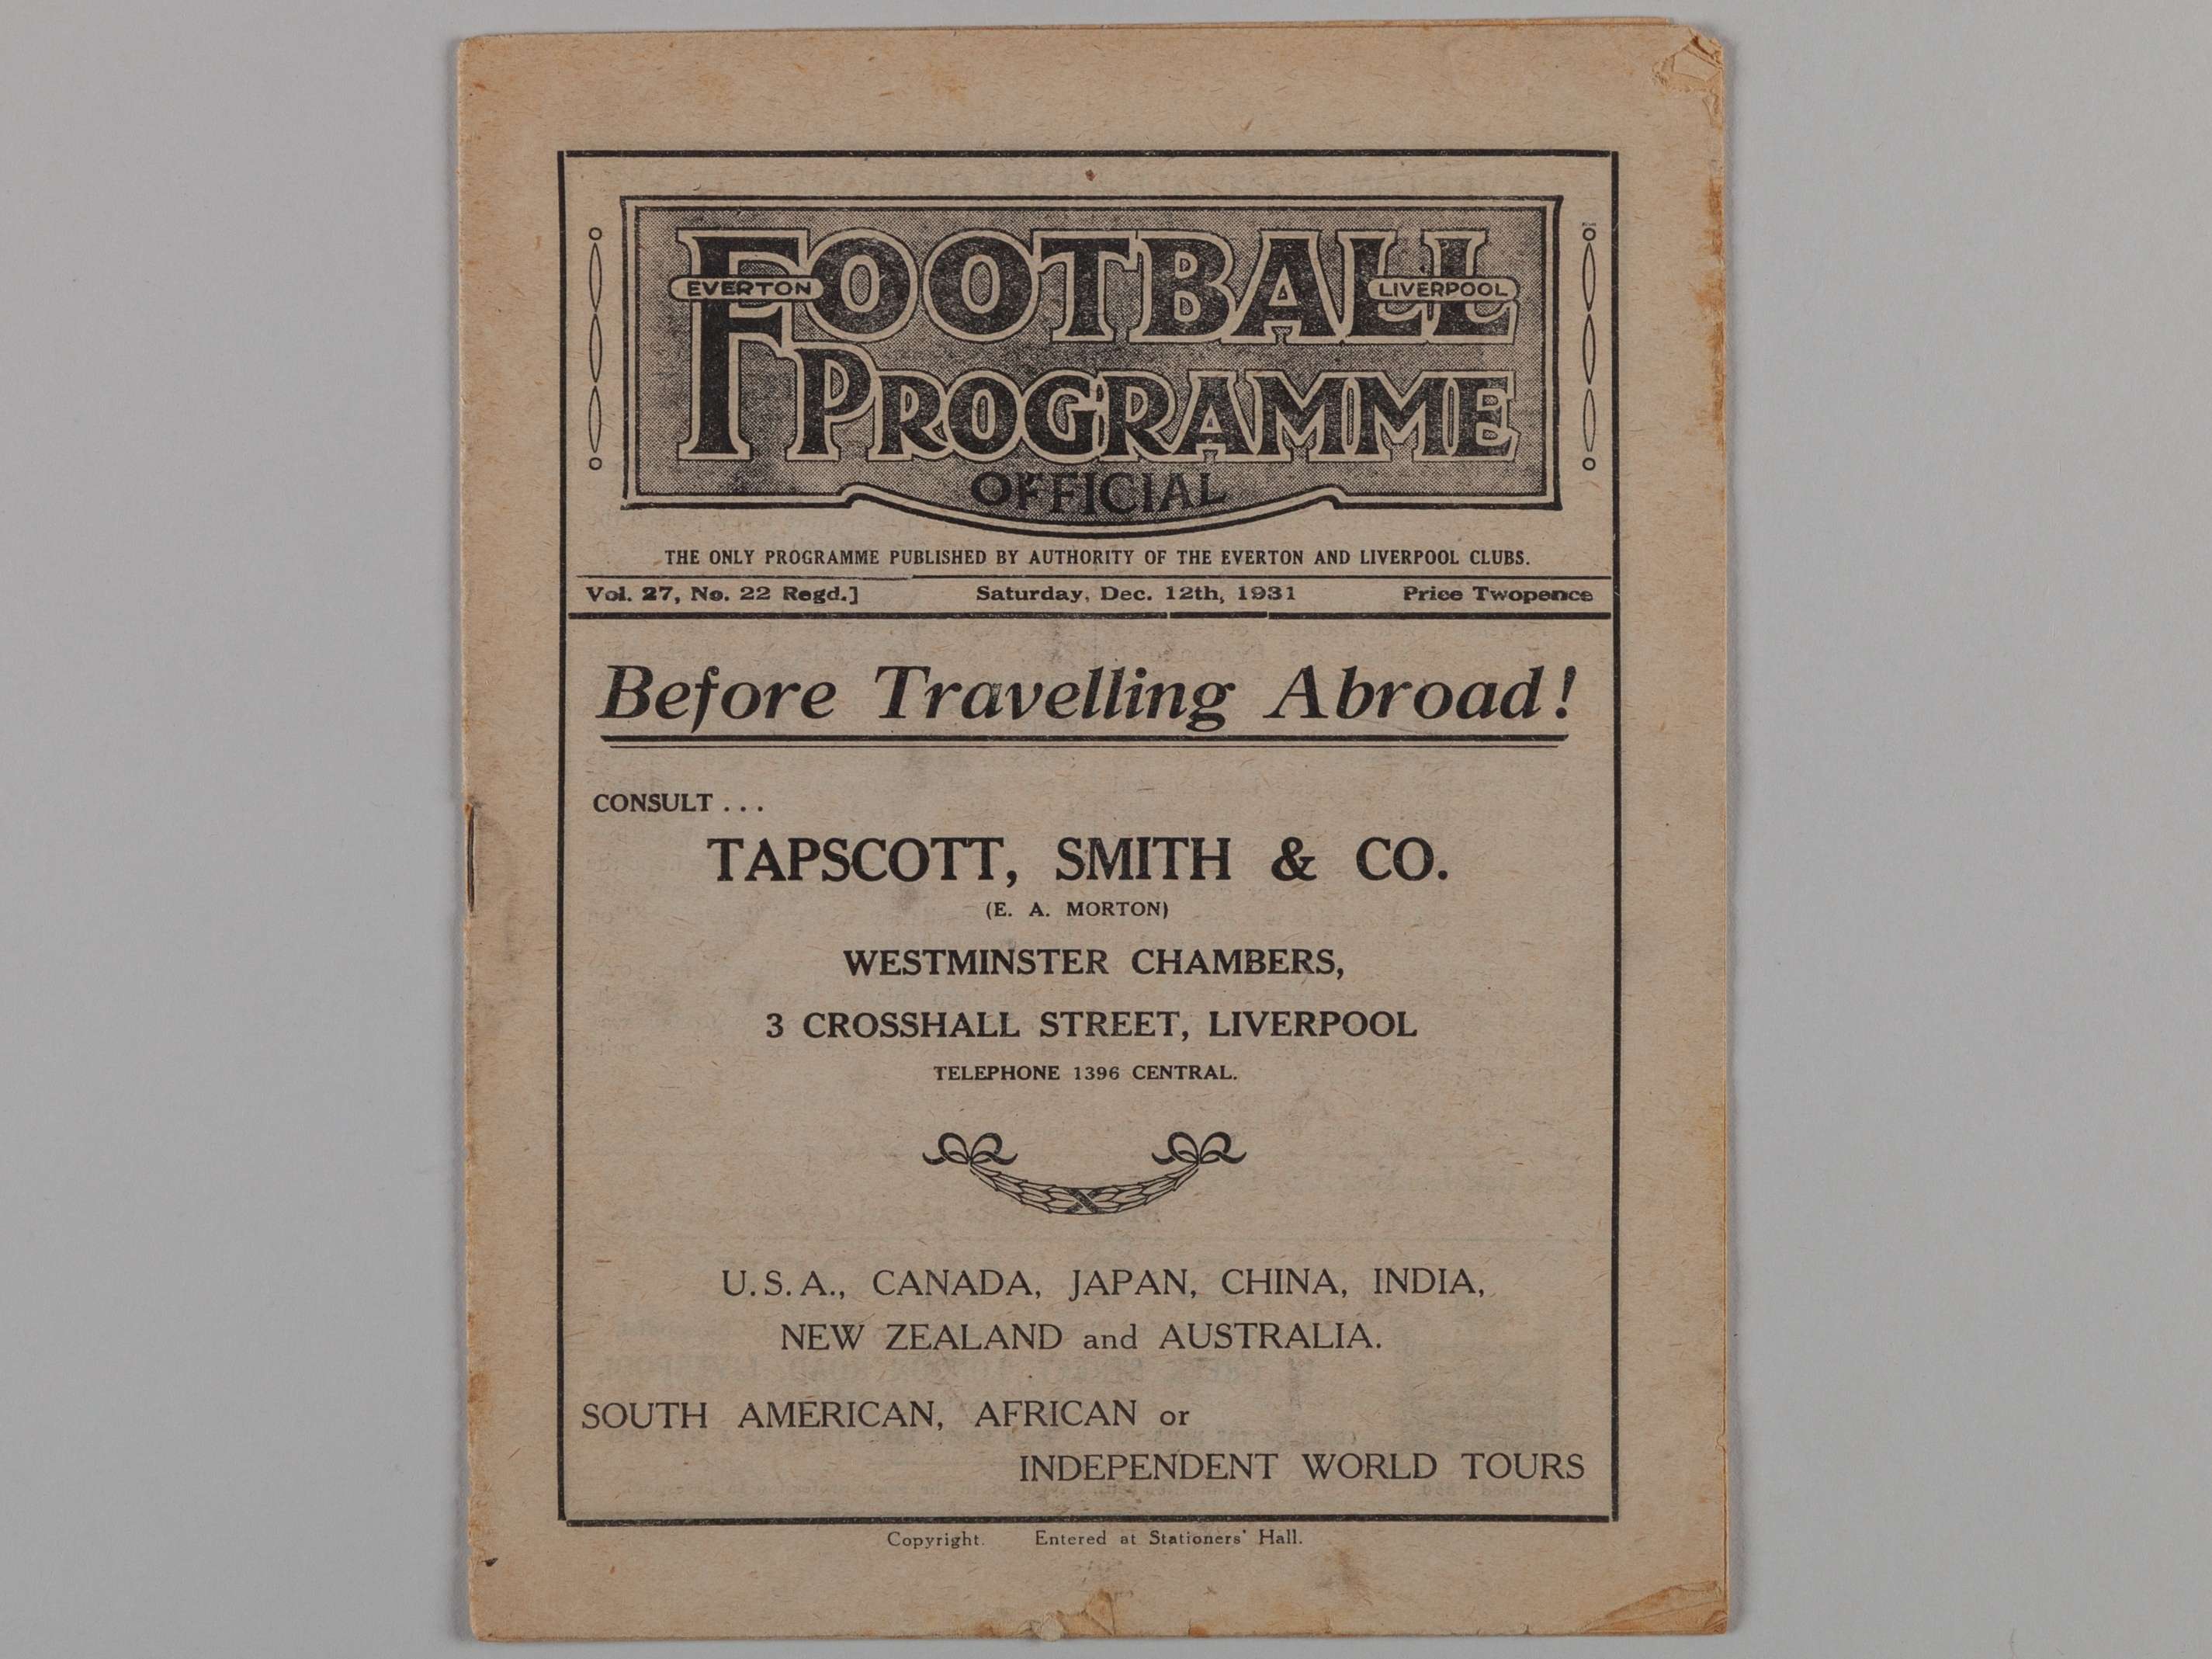 FOOTBALL
EVERTON
LIVERPOOL
PROGRAMME
OFFICIAL
THE ONLY PROGRAMME PUBLISHED BY AUTHORITY OF THE EVERTON AND LIVERPOOL CLUBS.
Vol. 27, No. 22 Regd.] Saturday, Dec. 12th, 1931 Price Twopence
Before Travelling Abroad!
CONSULT ...
TAPSCOTT, SMITH & CO.
(E. A. MORTON)
WESTMINSTER CHAMBERS,
3 CROSSHALL STREET, LIVERPOOL
TELEPHONE 1396 CENTRAL.
U.S.A., CANADA, JAPAN, CHINA, INDIA,
NEW ZEALAND and AUSTRALIA.
SOUTH AMERICAN, AFRICAN or
INDEPENDENT WORLD TOURS
Copyright. Entered at Stationers' Hall.